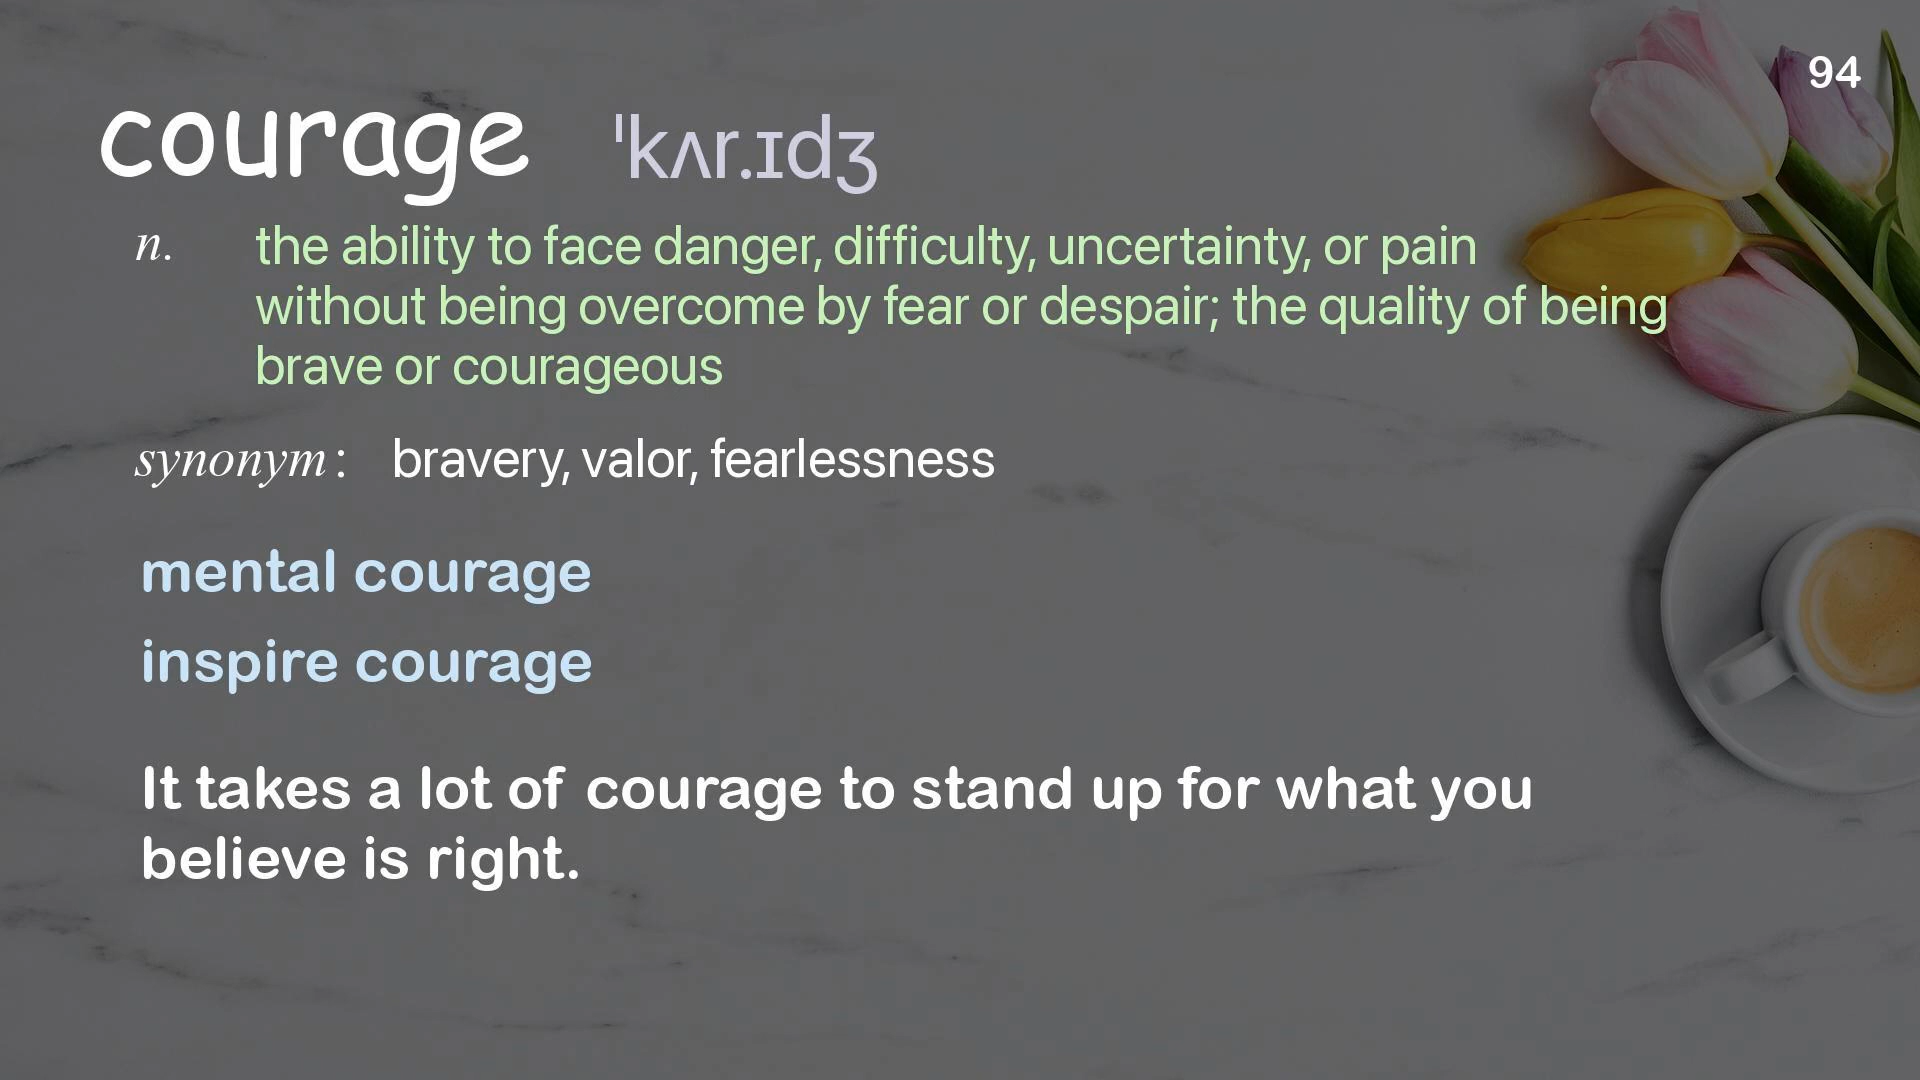 94
courage ˈkʌr.ɪdʒ
n. the ability to face danger, difficulty, uncertainty, or pain
without being overcome by fear or despair; the quality of being
brave or courageous
synonym: bravery, valor, fearlessness
mental courage
inspire courage
It takes a lot of courage to stand up for what you
believe is right.